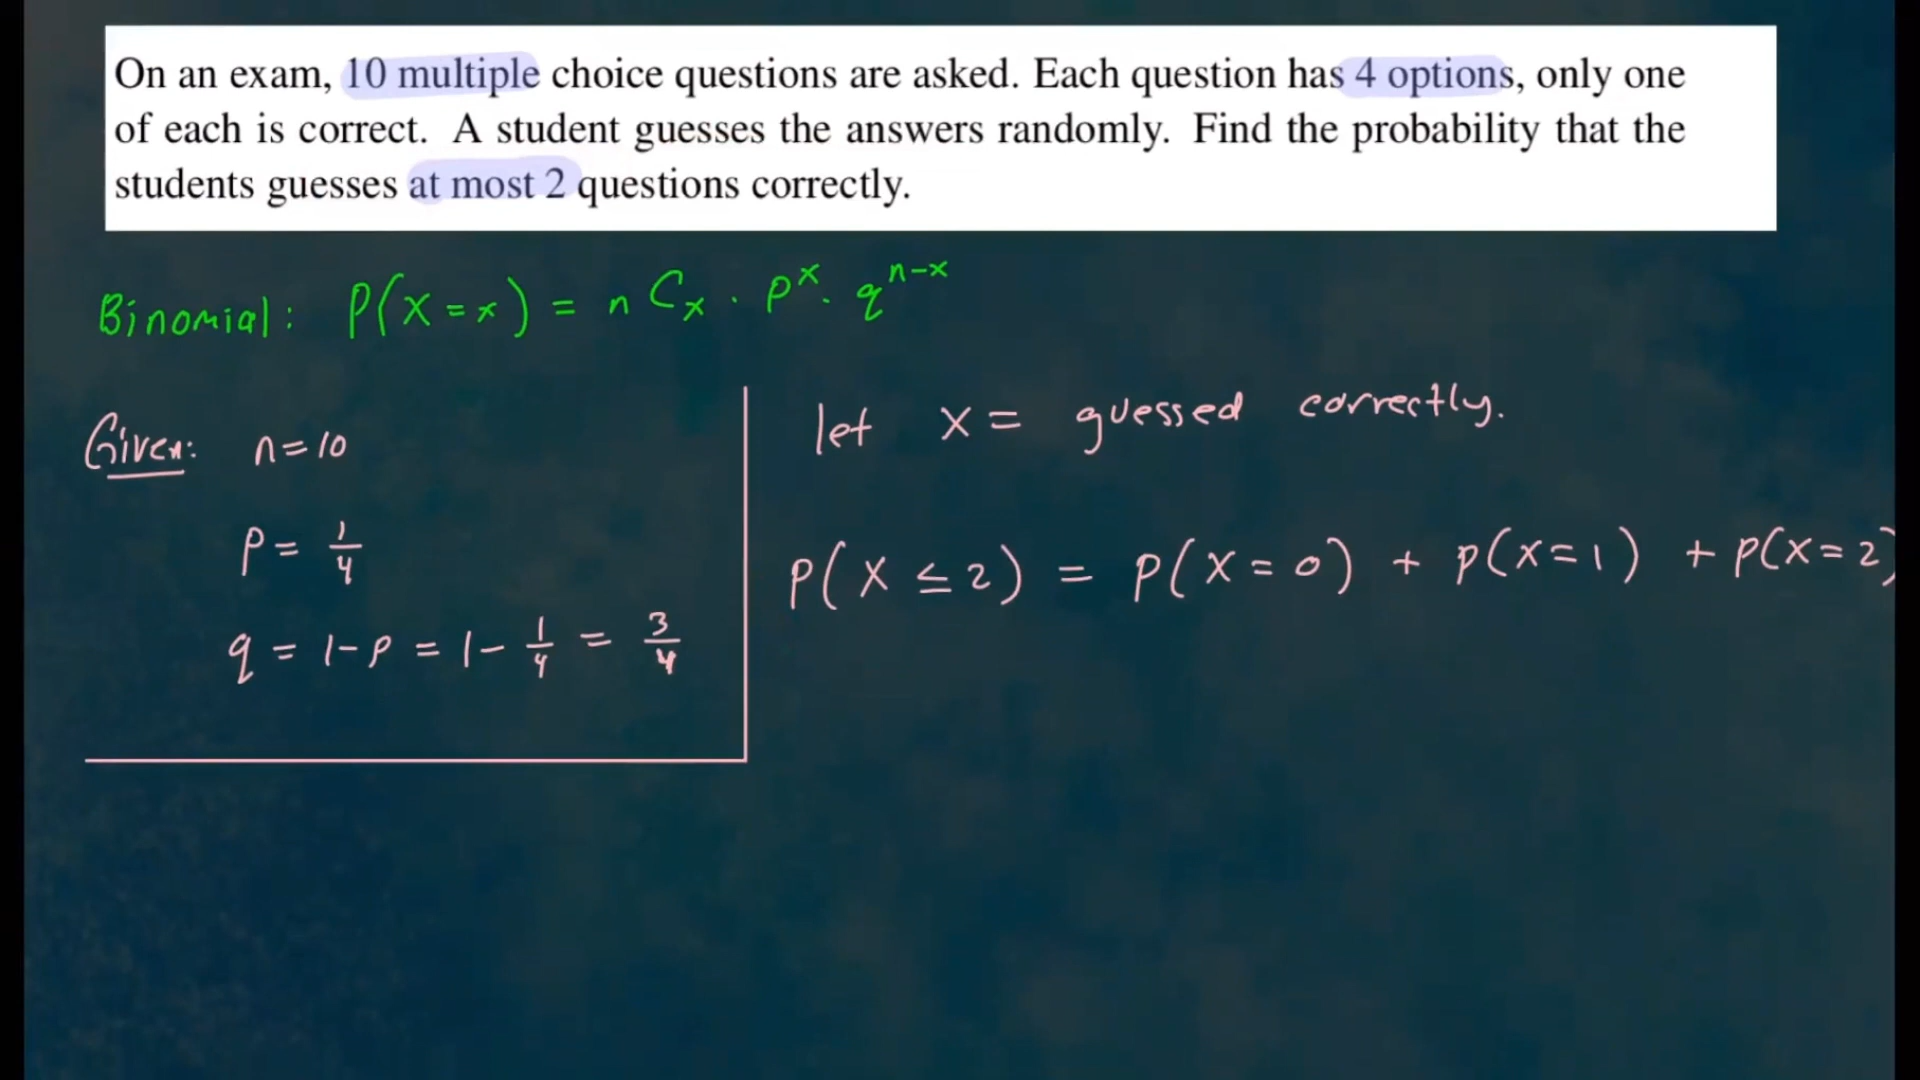 On an exam, 10 multiple choice questions are asked. Each question has 4 options, only one
of each is correct. A student guesses the answers randomly. Find the probability that the
students guesses at most 2 questions correctly.
Binomial: P(X=x) = nCx · p^x · q^n-x
Given: n=10
p = 1/4
q = 1-p = 1 - 1/4 = 3/4
let x = guessed correctly.
P(X ≤ 2) = P(X=0) + P(X=1) + P(X=2)